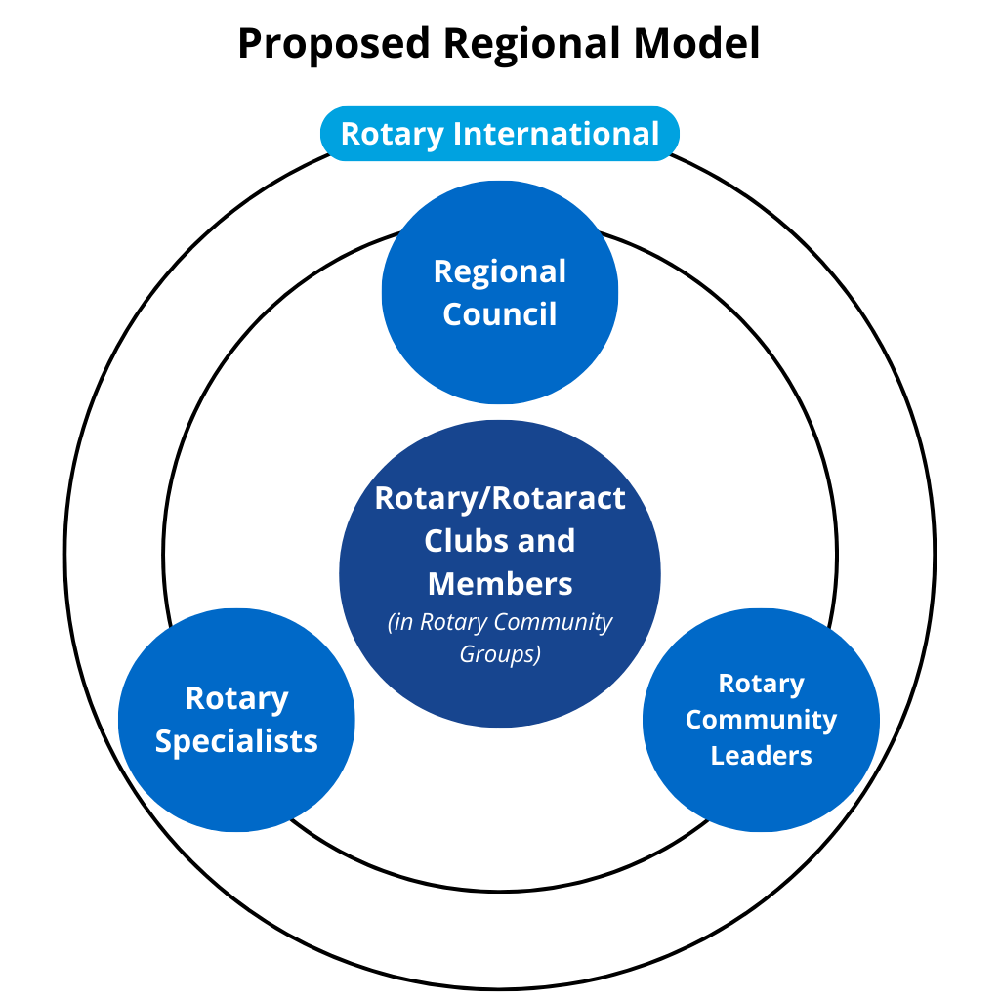 Proposed Regional Model
Rotary International
Regional
Council
Rotary/Rotaract
Clubs and
Members
(in Rotary Community
Groups)
Rotary
Specialists
Rotary
Community
Leaders